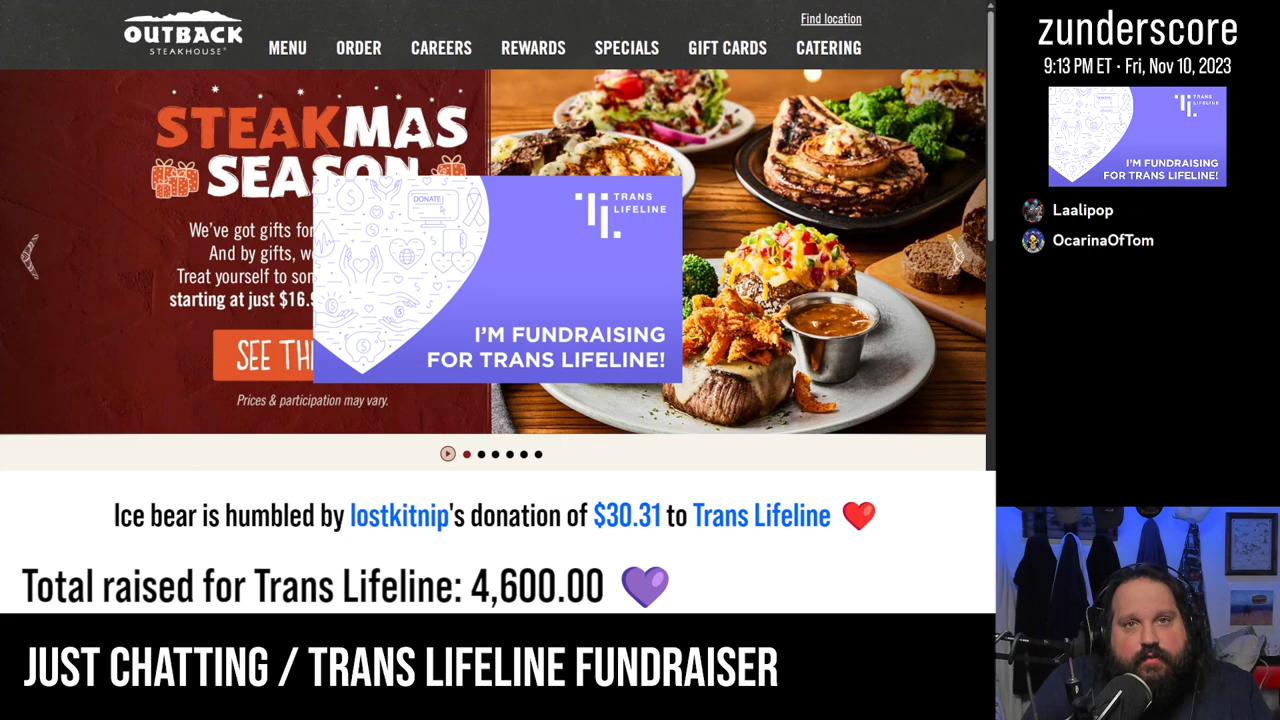 OUTBACK
STEAKHOUSE
Find location
MENU ORDER CAREERS REWARDS SPECIALS GIFT CARDS CATERING
STEAKMAS
SEASON
We've got gifts for
And by gifts, w
Treat yourself to so
starting at just $16.9
SEE TH
Prices & participation may vary.
DONATE
TRANS
LIFELINE
I'M FUNDRAISING
FOR TRANS LIFELINE!
Ice bear is humbled by lostkitnip's donation of $30.31 to Trans Lifeline
Total raised for Trans Lifeline: 4,600.00
JUST CHATTING / TRANS LIFELINE FUNDRAISER
zunderscore
9:13 PM ET · Fri, Nov 10, 2023
TRANS
LIFELINE
I'M FUNDRAISING
FOR TRANS LIFELINE!
Laalipop
OcarinaOfTom